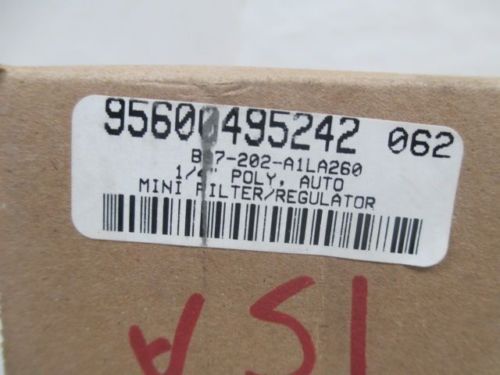 95600495242 062
B07-202-A1LA260
1/4" POLY, AUTO
MINI FILTER/REGULATOR